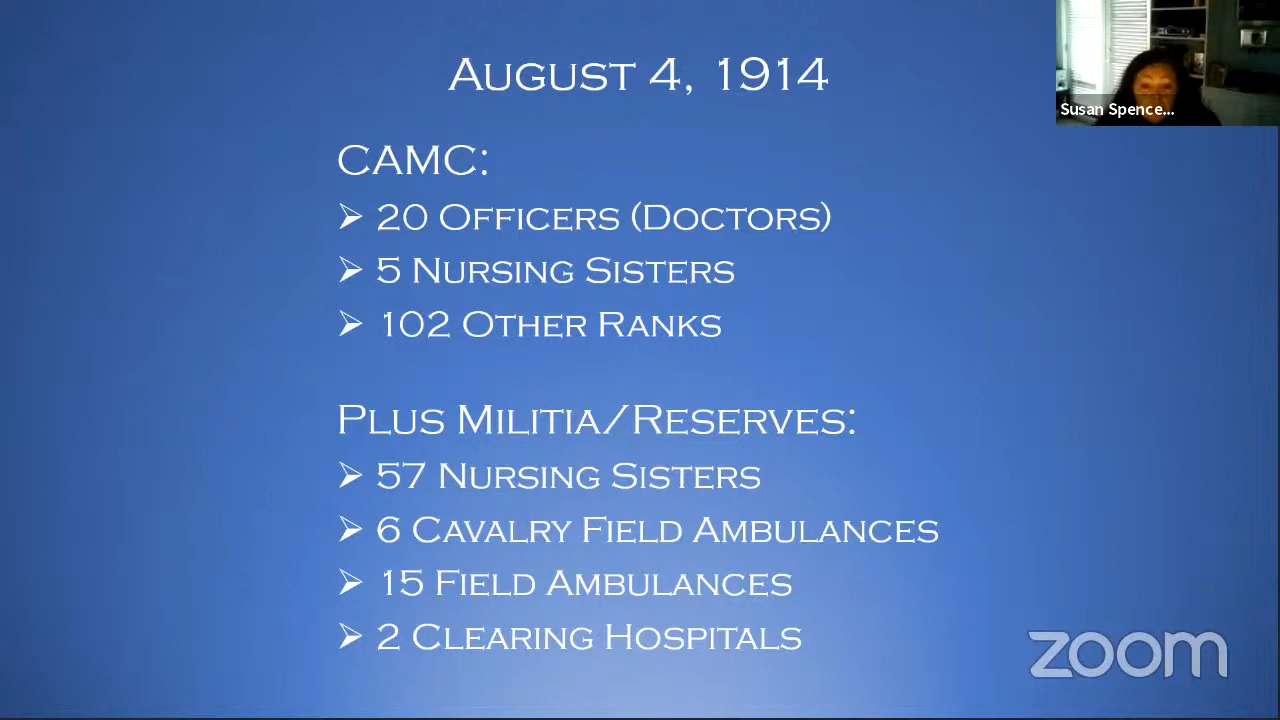 August 4, 1914
Susan Spence...
CAMC:
➢ 20 Officers (Doctors)
➢ 5 Nursing Sisters
➢ 102 Other Ranks
Plus Militia/Reserves:
➢ 57 Nursing Sisters
➢ 6 Cavalry Field Ambulances
➢ 15 Field Ambulances
➢ 2 Clearing Hospitals
zoom